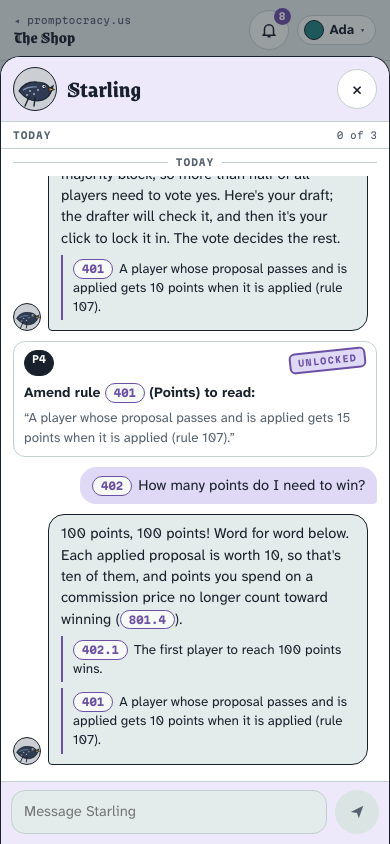 ◂ promptocracy.us
The Shop
8
Ada
Starling
×
TODAY
0 of 3
TODAY
majority block, so more than half of all
players need to vote yes. Here's your draft;
the drafter will check it, and then it's your
click to lock it in. The vote decides the rest.
401 A player whose proposal passes and is
applied gets 10 points when it is applied (rule
107).
P4
UNLOCKED
Amend rule 401 (Points) to read:
“A player whose proposal passes and is applied gets 15
points when it is applied (rule 107).”
402 How many points do I need to win?
100 points, 100 points! Word for word below.
Each applied proposal is worth 10, so that's
ten of them, and points you spend on a
commission price no longer count toward
winning (801.4).
402.1 The first player to reach 100 points
wins.
401 A player whose proposal passes and is
applied gets 10 points when it is applied (rule
107).
Message Starling